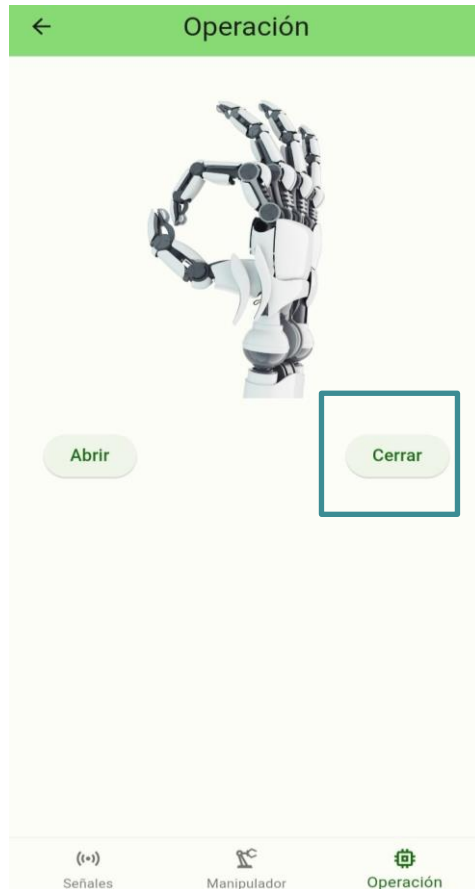 Operación
Abrir
Cerrar
Señales
Manipulador
Operación